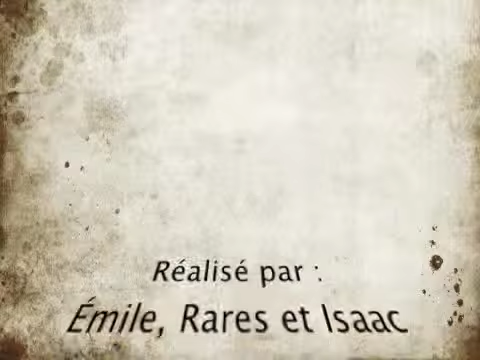 Réalisé par :
Émile, Rares et Isaac